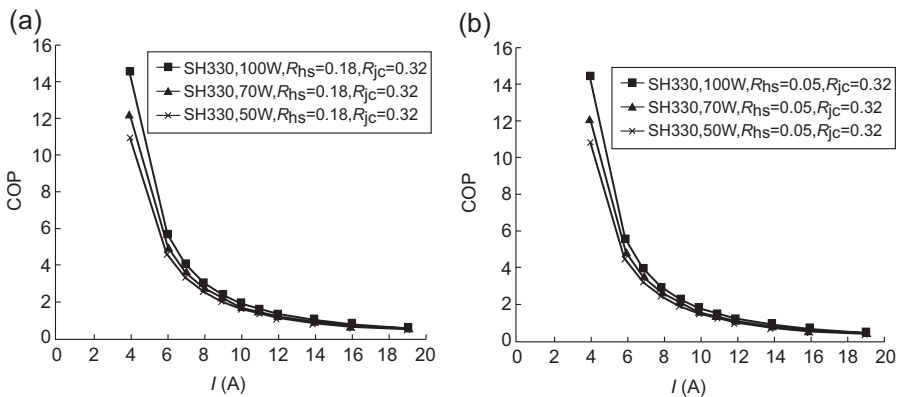 (a)
16
14
12
10
8
6
4
2
0
COP
SH330,100W,Rhs=0.18,Rjc=0.32
SH330,70W,Rhs=0.18,Rjc=0.32
SH330,50W,Rhs=0.18,Rjc=0.32
0 2 4 6 8 10 12 14 16 18 20
I (A)
(b)
16
14
12
10
8
6
4
2
0
COP
SH330,100W,Rhs=0.05,Rjc=0.32
SH330,70W,Rhs=0.05,Rjc=0.32
SH330,50W,Rhs=0.05,Rjc=0.32
0 2 4 6 8 10 12 14 16 18 20
I (A)